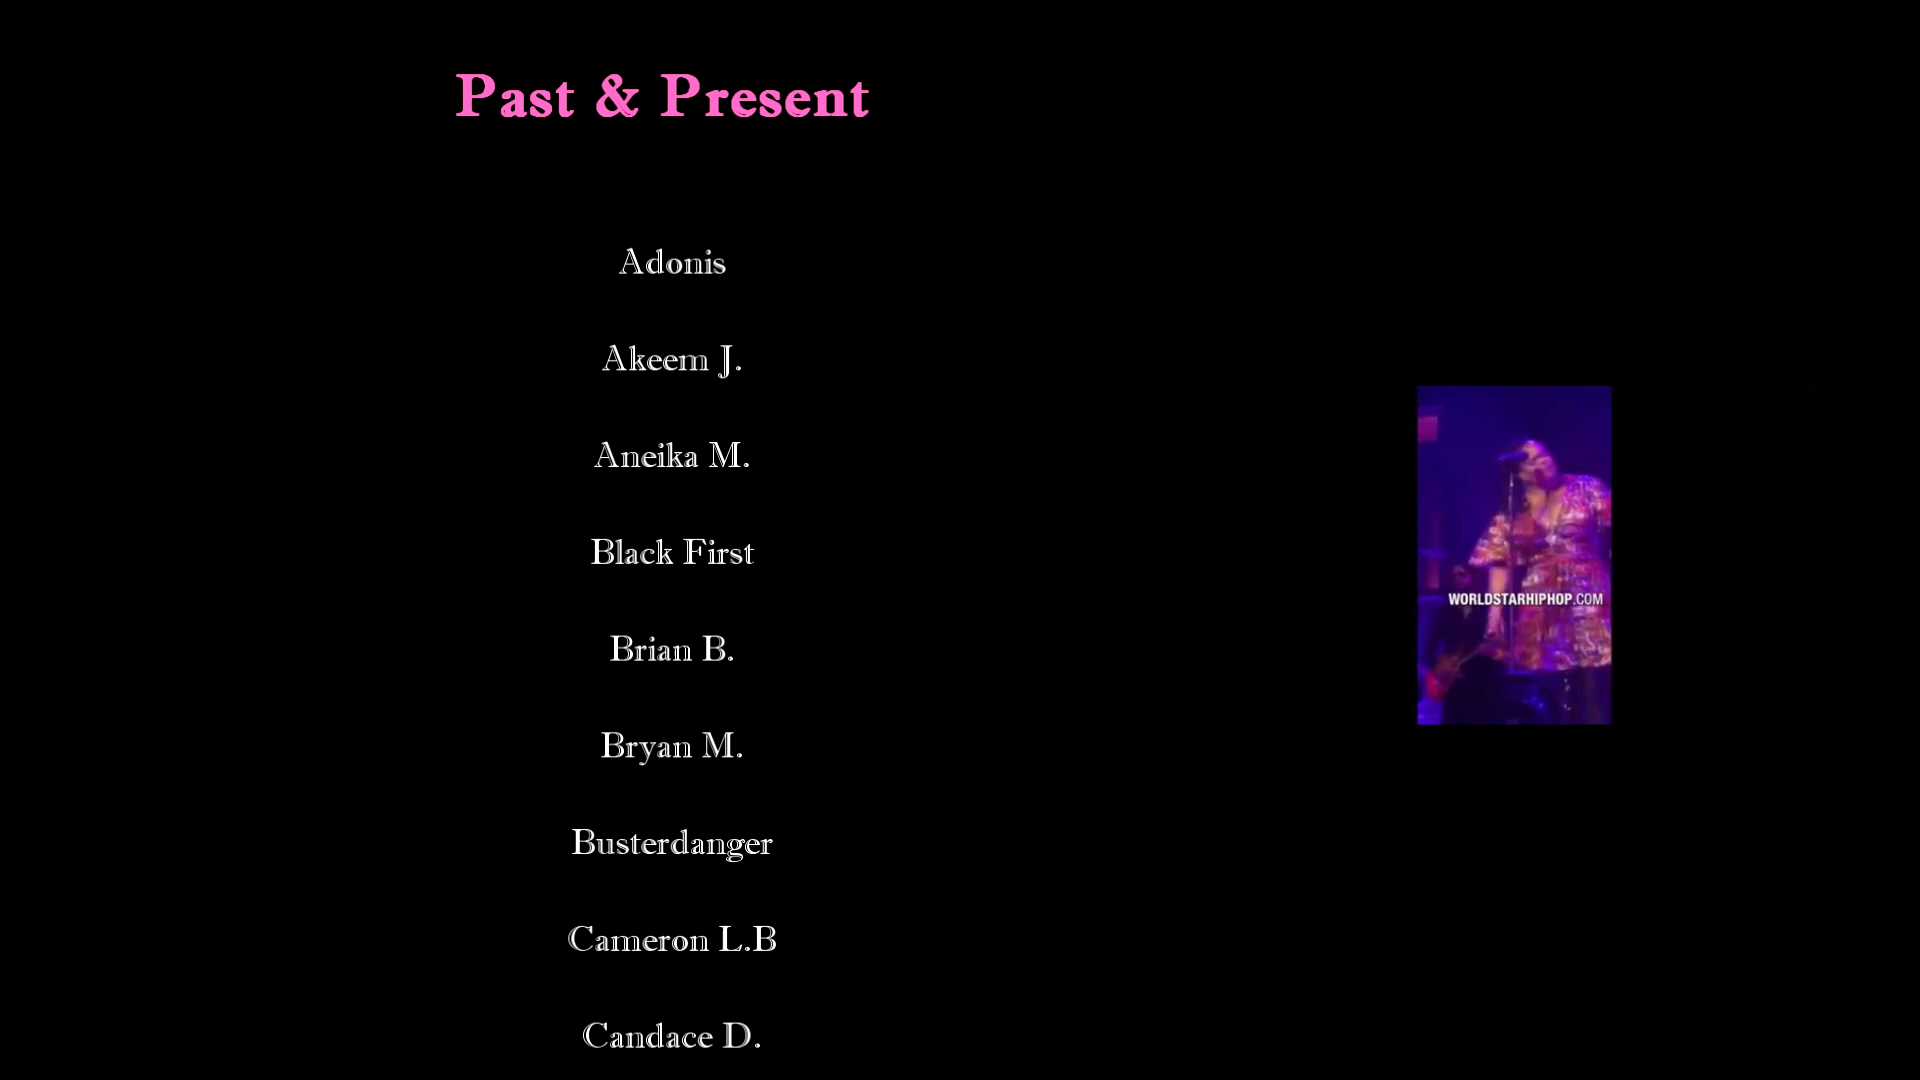 Past & Present
Adonis
Akeem J.
Aneika M.
Black First
Brian B.
Bryan M.
Busterdanger
Cameron L.B
Candace D.
WORLDSTARHIPHOP.COM